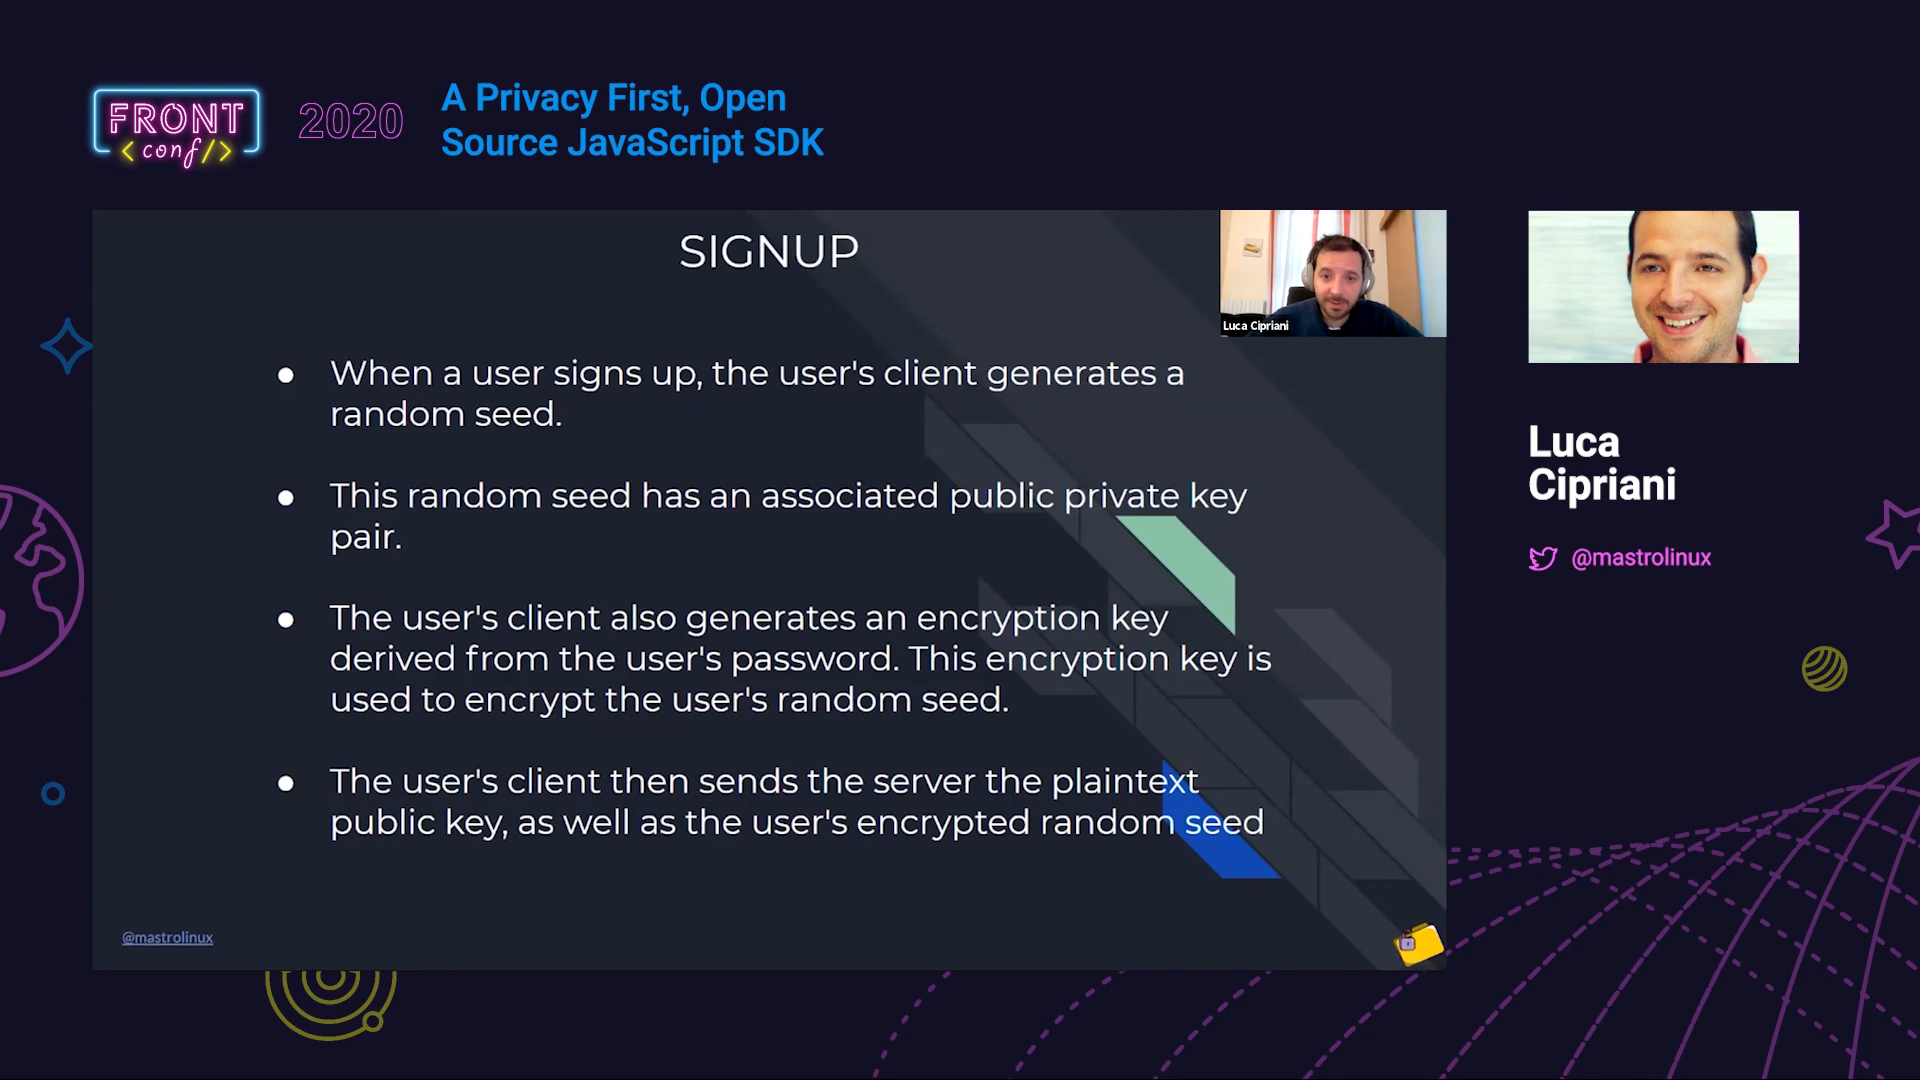 FRONT
<conf/>
2020
A Privacy First, Open
Source JavaScript SDK
SIGNUP
Luca Cipriani
● When a user signs up, the user's client generates a
random seed.
● This random seed has an associated public private key
pair.
● The user's client also generates an encryption key
derived from the user's password. This encryption key is
used to encrypt the user's random seed.
● The user's client then sends the server the plaintext
public key, as well as the user's encrypted random seed
@mastrolinux
Luca
Cipriani
@mastrolinux